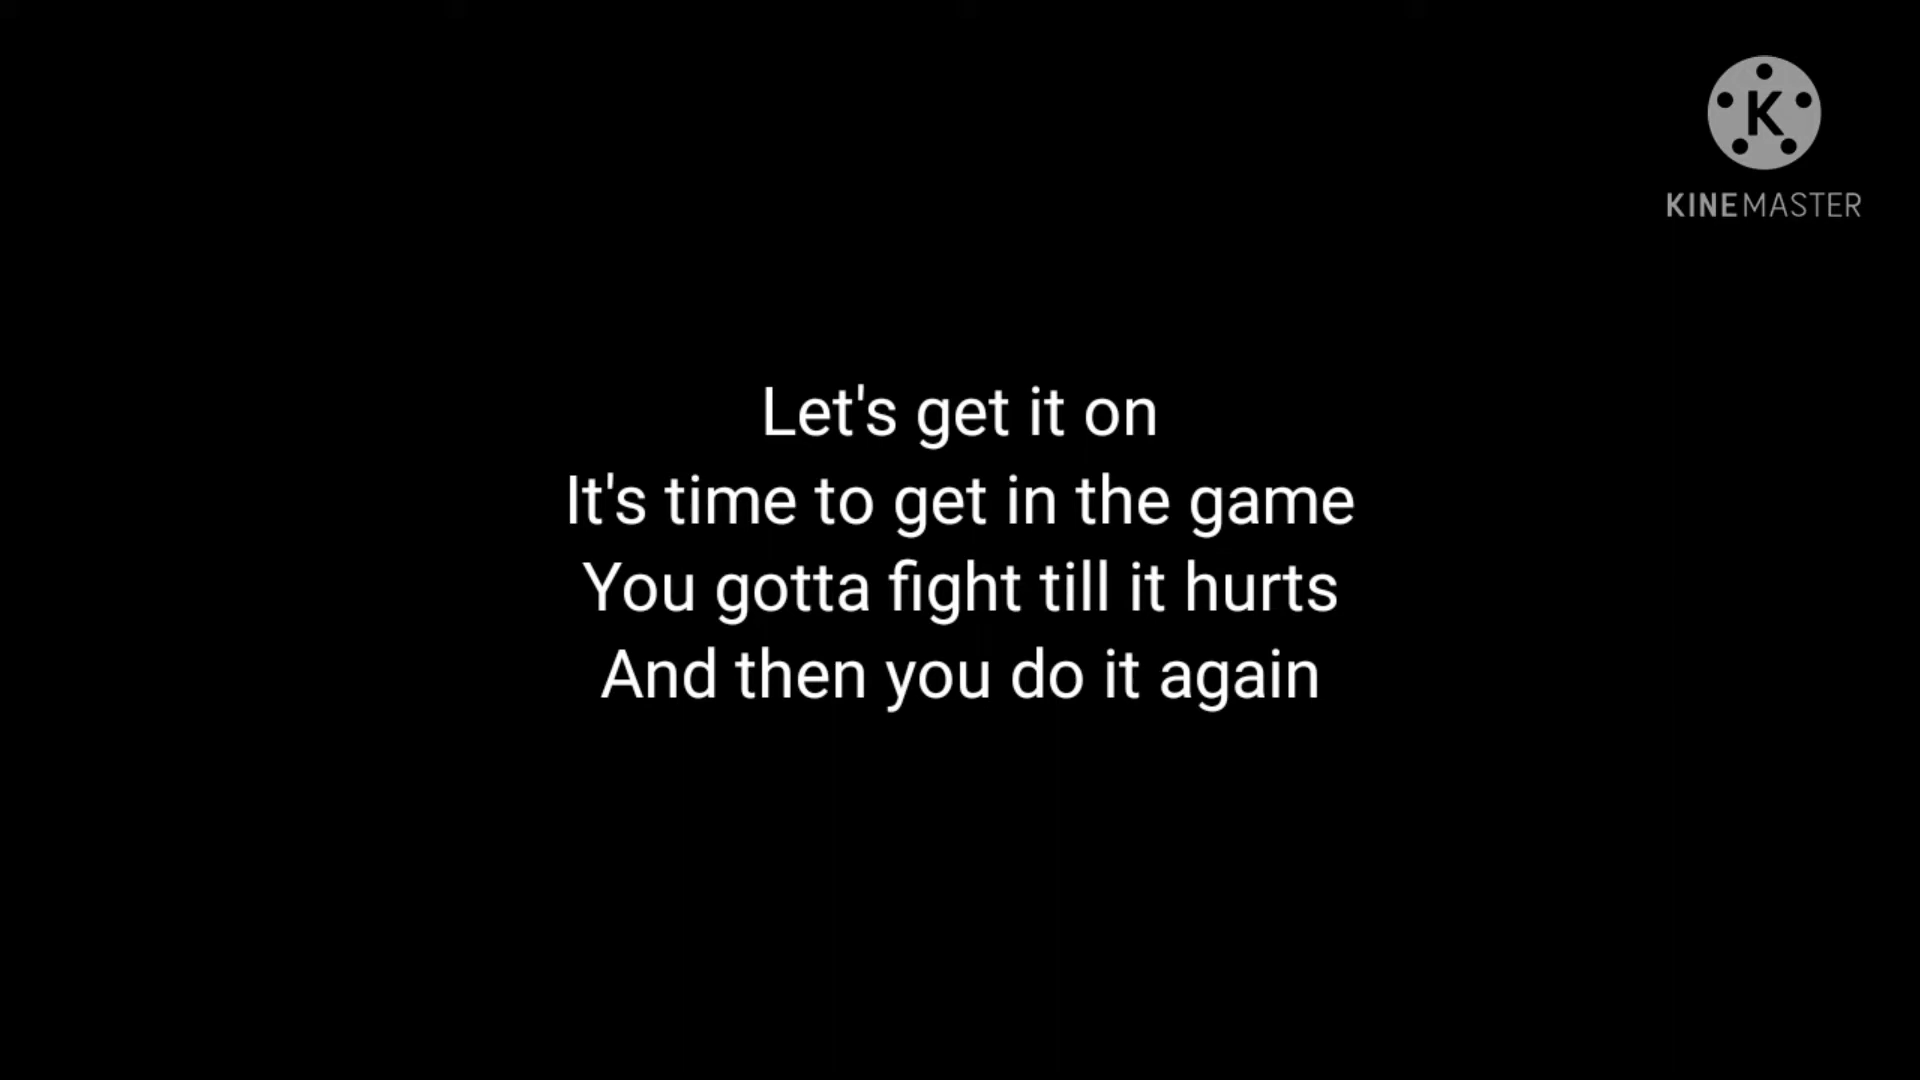 K
KINEMASTER
Let's get it on
It's time to get in the game
You gotta fight till it hurts
And then you do it again